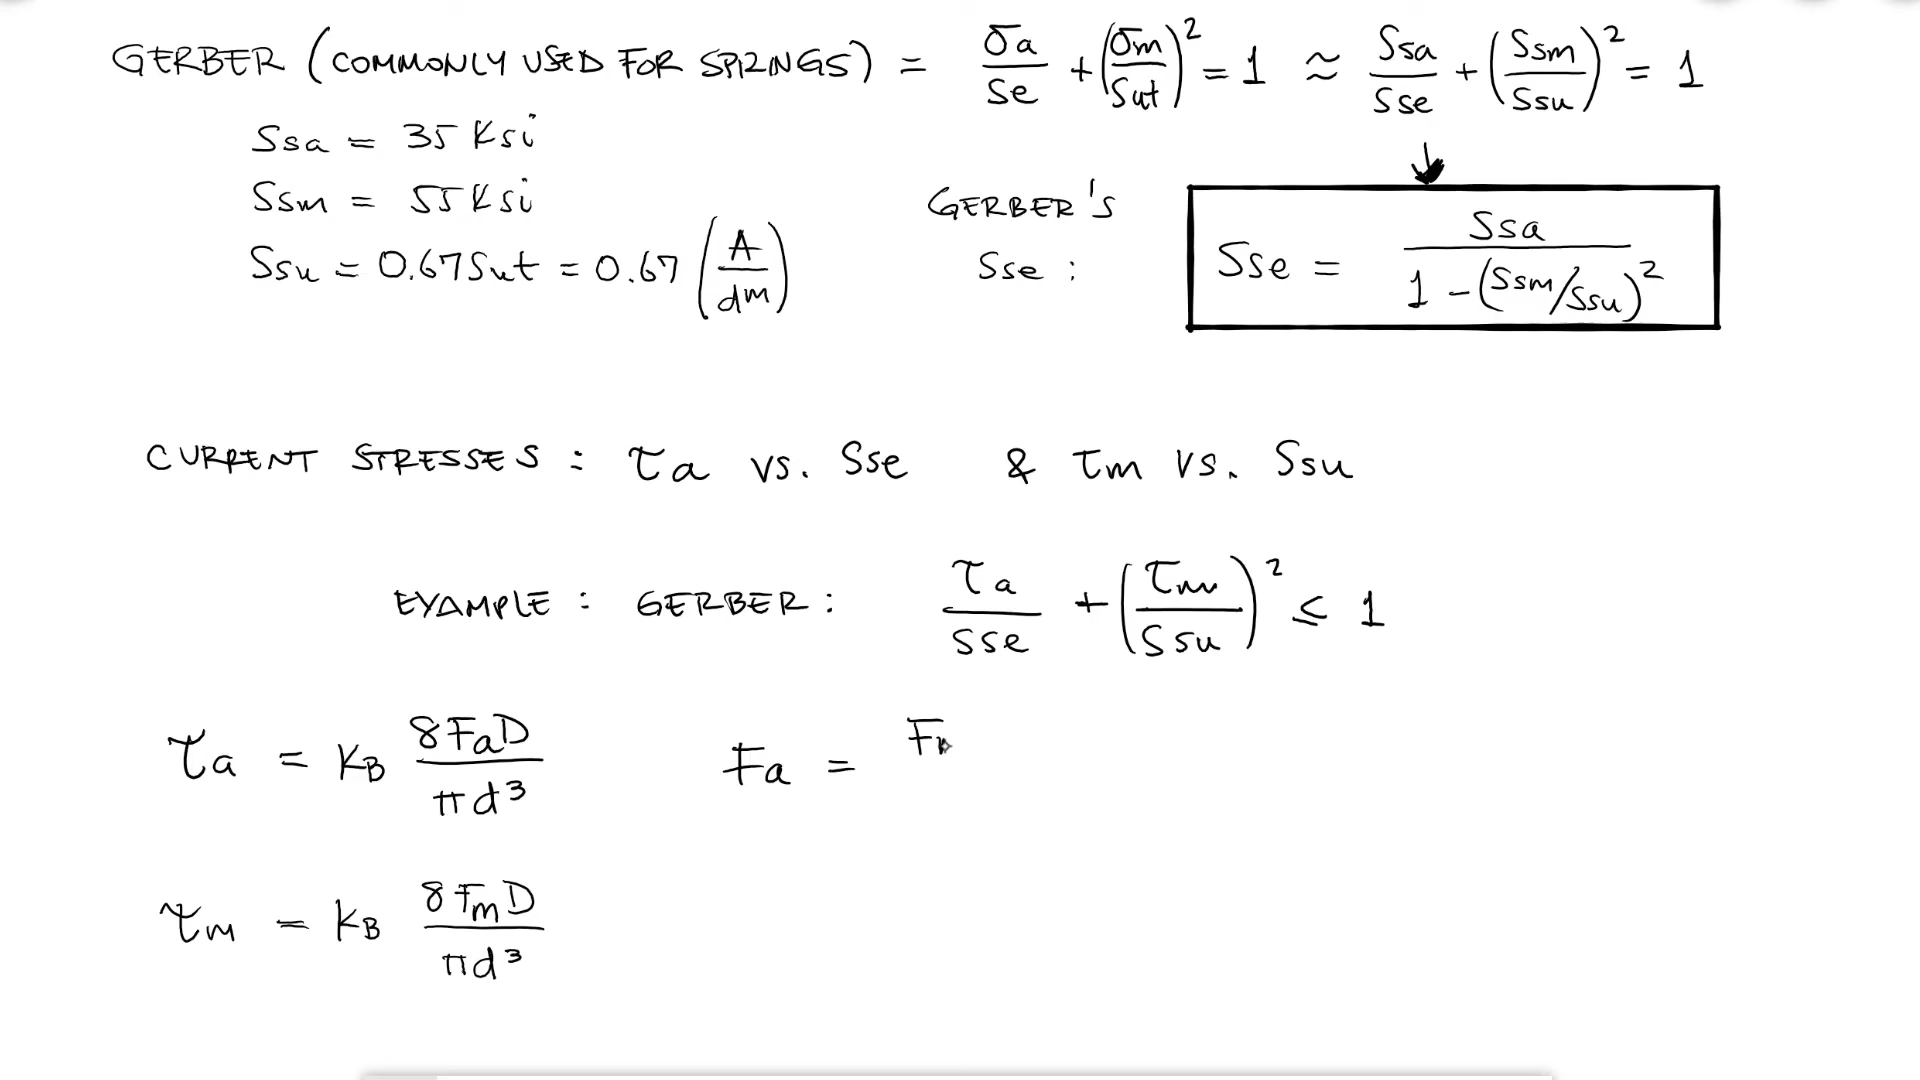 GERBER (COMMONLY USED FOR SPRINGS) = σa/Se + (σm/Sut)² = 1 ≈ Ssa/Sse + (Ssm/Ssu)² = 1
Ssa = 35 Ksi
Ssm = 55 Ksi
Ssu = 0.67 Sut = 0.67 (A/dm)
GERBER'S
Sse :
Sse = Ssa / 1 - (Ssm/Ssu)²
CURRENT STRESSES : τa vs. Sse & τm vs. Ssu
EXAMPLE : GERBER : τa/Sse + (τm/Ssu)² ≤ 1
τa = KB 8FaD/πd³ Fa =
τm = KB 8FmD/πd³